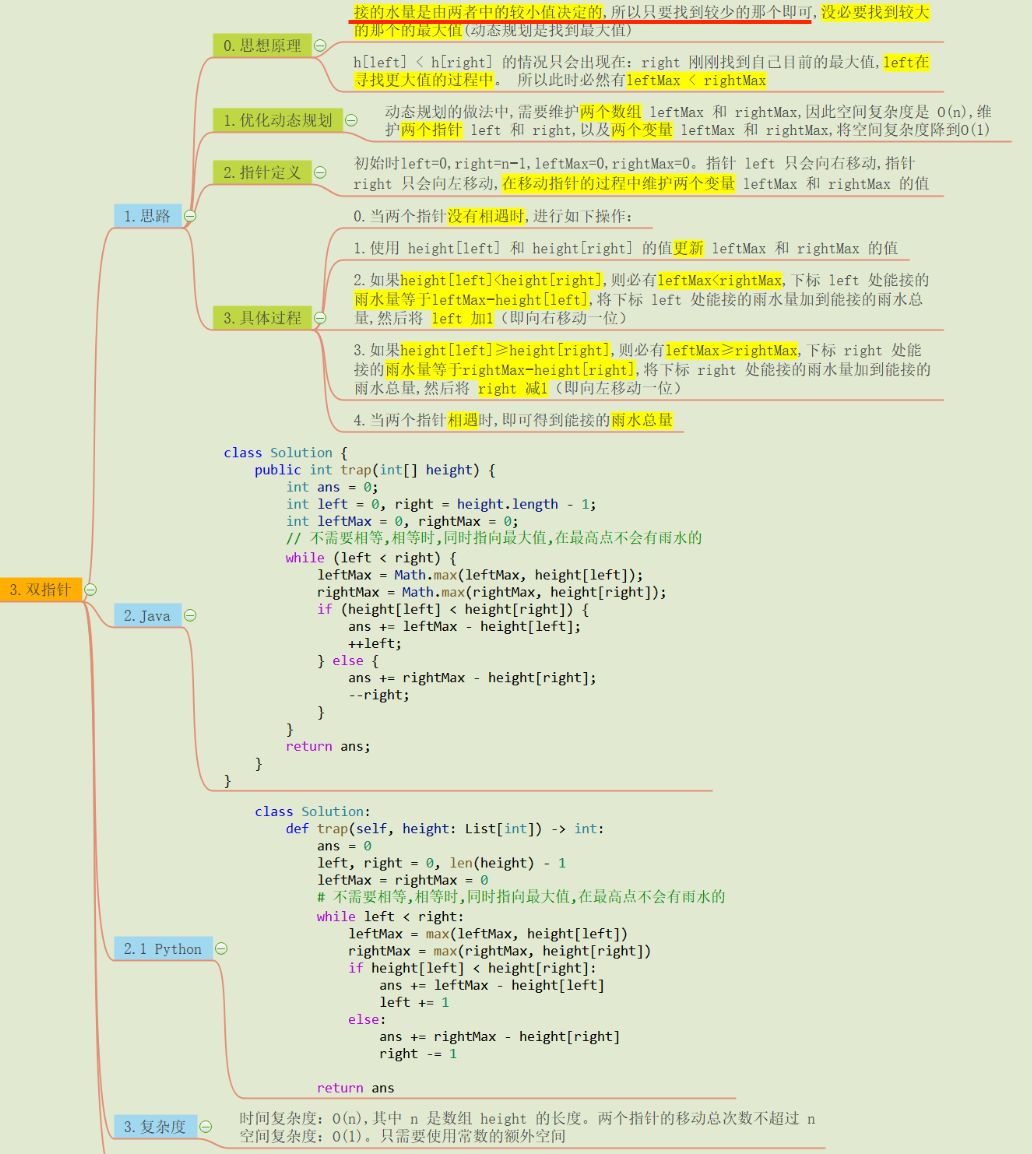 3.双指针
1.思路
0.思想原理
接的水量是由两者中的较小值决定的,所以只要找到较少的那个即可,没必要找到较大
的那个的最大值(动态规划是找到最大值)
h[left] < h[right] 的情况只会出现在: right 刚刚找到自己目前的最大值,left在
寻找更大值的过程中。 所以此时必然有leftMax < rightMax
1.优化动态规划
动态规划的做法中,需要维护两个数组 leftMax 和 rightMax,因此空间复杂度是 O(n),维
护两个指针 left 和 right,以及两个变量 leftMax 和 rightMax,将空间复杂度降到O(1)
2.指针定义
初始时left=0,right=n-1,leftMax=0,rightMax=0。指针 left 只会向右移动,指针
right 只会向左移动,在移动指针的过程中维护两个变量 leftMax 和 rightMax 的值
3.具体过程
0.当两个指针没有相遇时,进行如下操作:
1.使用 height[left] 和 height[right] 的值更新 leftMax 和 rightMax 的值
2.如果height[left]<height[right],则必有leftMax<rightMax,下标 left 处能接的
雨水量等于leftMax-height[left],将下标 left 处能接的雨水量加到能接的雨水总
量,然后将 left 加1（即向右移动一位）
3.如果height[left]≥height[right],则必有leftMax≥rightMax,下标 right 处能
接的雨水量等于rightMax-height[right],将下标 right 处能接的雨水量加到能接的
雨水总量,然后将 right 减1（即向左移动一位）
4.当两个指针相遇时,即可得到能接的雨水总量
2.Java
class Solution {
    public int trap(int[] height) {
        int ans = 0;
        int left = 0, right = height.length - 1;
        int leftMax = 0, rightMax = 0;
        // 不需要相等,相等时,同时指向最大值,在最高点不会有雨水的
        while (left < right) {
            leftMax = Math.max(leftMax, height[left]);
            rightMax = Math.max(rightMax, height[right]);
            if (height[left] < height[right]) {
                ans += leftMax - height[left];
                ++left;
            } else {
                ans += rightMax - height[right];
                --right;
            }
        }
        return ans;
    }
}
2.1 Python
class Solution:
    def trap(self, height: List[int]) -> int:
        ans = 0
        left, right = 0, len(height) - 1
        leftMax = rightMax = 0
        # 不需要相等,相等时,同时指向最大值,在最高点不会有雨水的
        while left < right:
            leftMax = max(leftMax, height[left])
            rightMax = max(rightMax, height[right])
            if height[left] < height[right]:
                ans += leftMax - height[left]
                left += 1
            else:
                ans += rightMax - height[right]
                right -= 1
        return ans
3.复杂度
时间复杂度: O(n),其中 n 是数组 height 的长度。两个指针的移动总次数不超过 n
空间复杂度: O(1)。只需要使用常数的额外空间